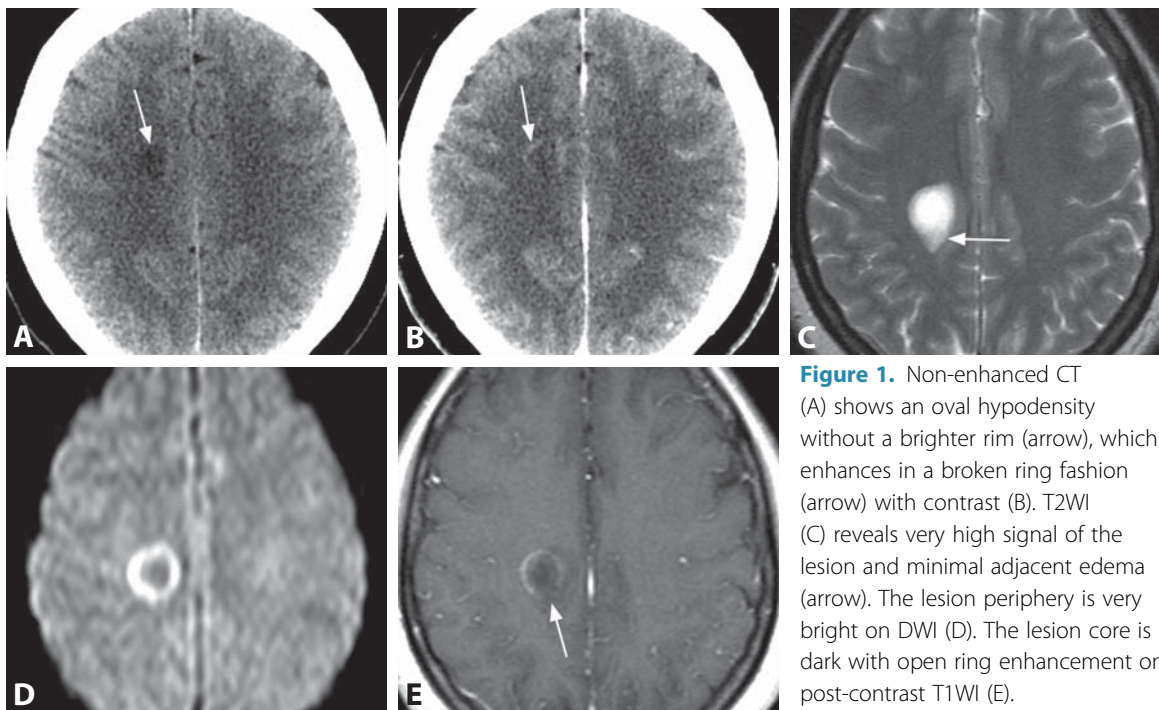 A
B
C
D
E
Figure 1. Non-enhanced CT
(A) shows an oval hypodensity
without a brighter rim (arrow), which
enhances in a broken ring fashion
(arrow) with contrast (B). T2WI
(C) reveals very high signal of the
lesion and minimal adjacent edema
(arrow). The lesion periphery is very
bright on DWI (D). The lesion core is
dark with open ring enhancement on
post-contrast T1WI (E).